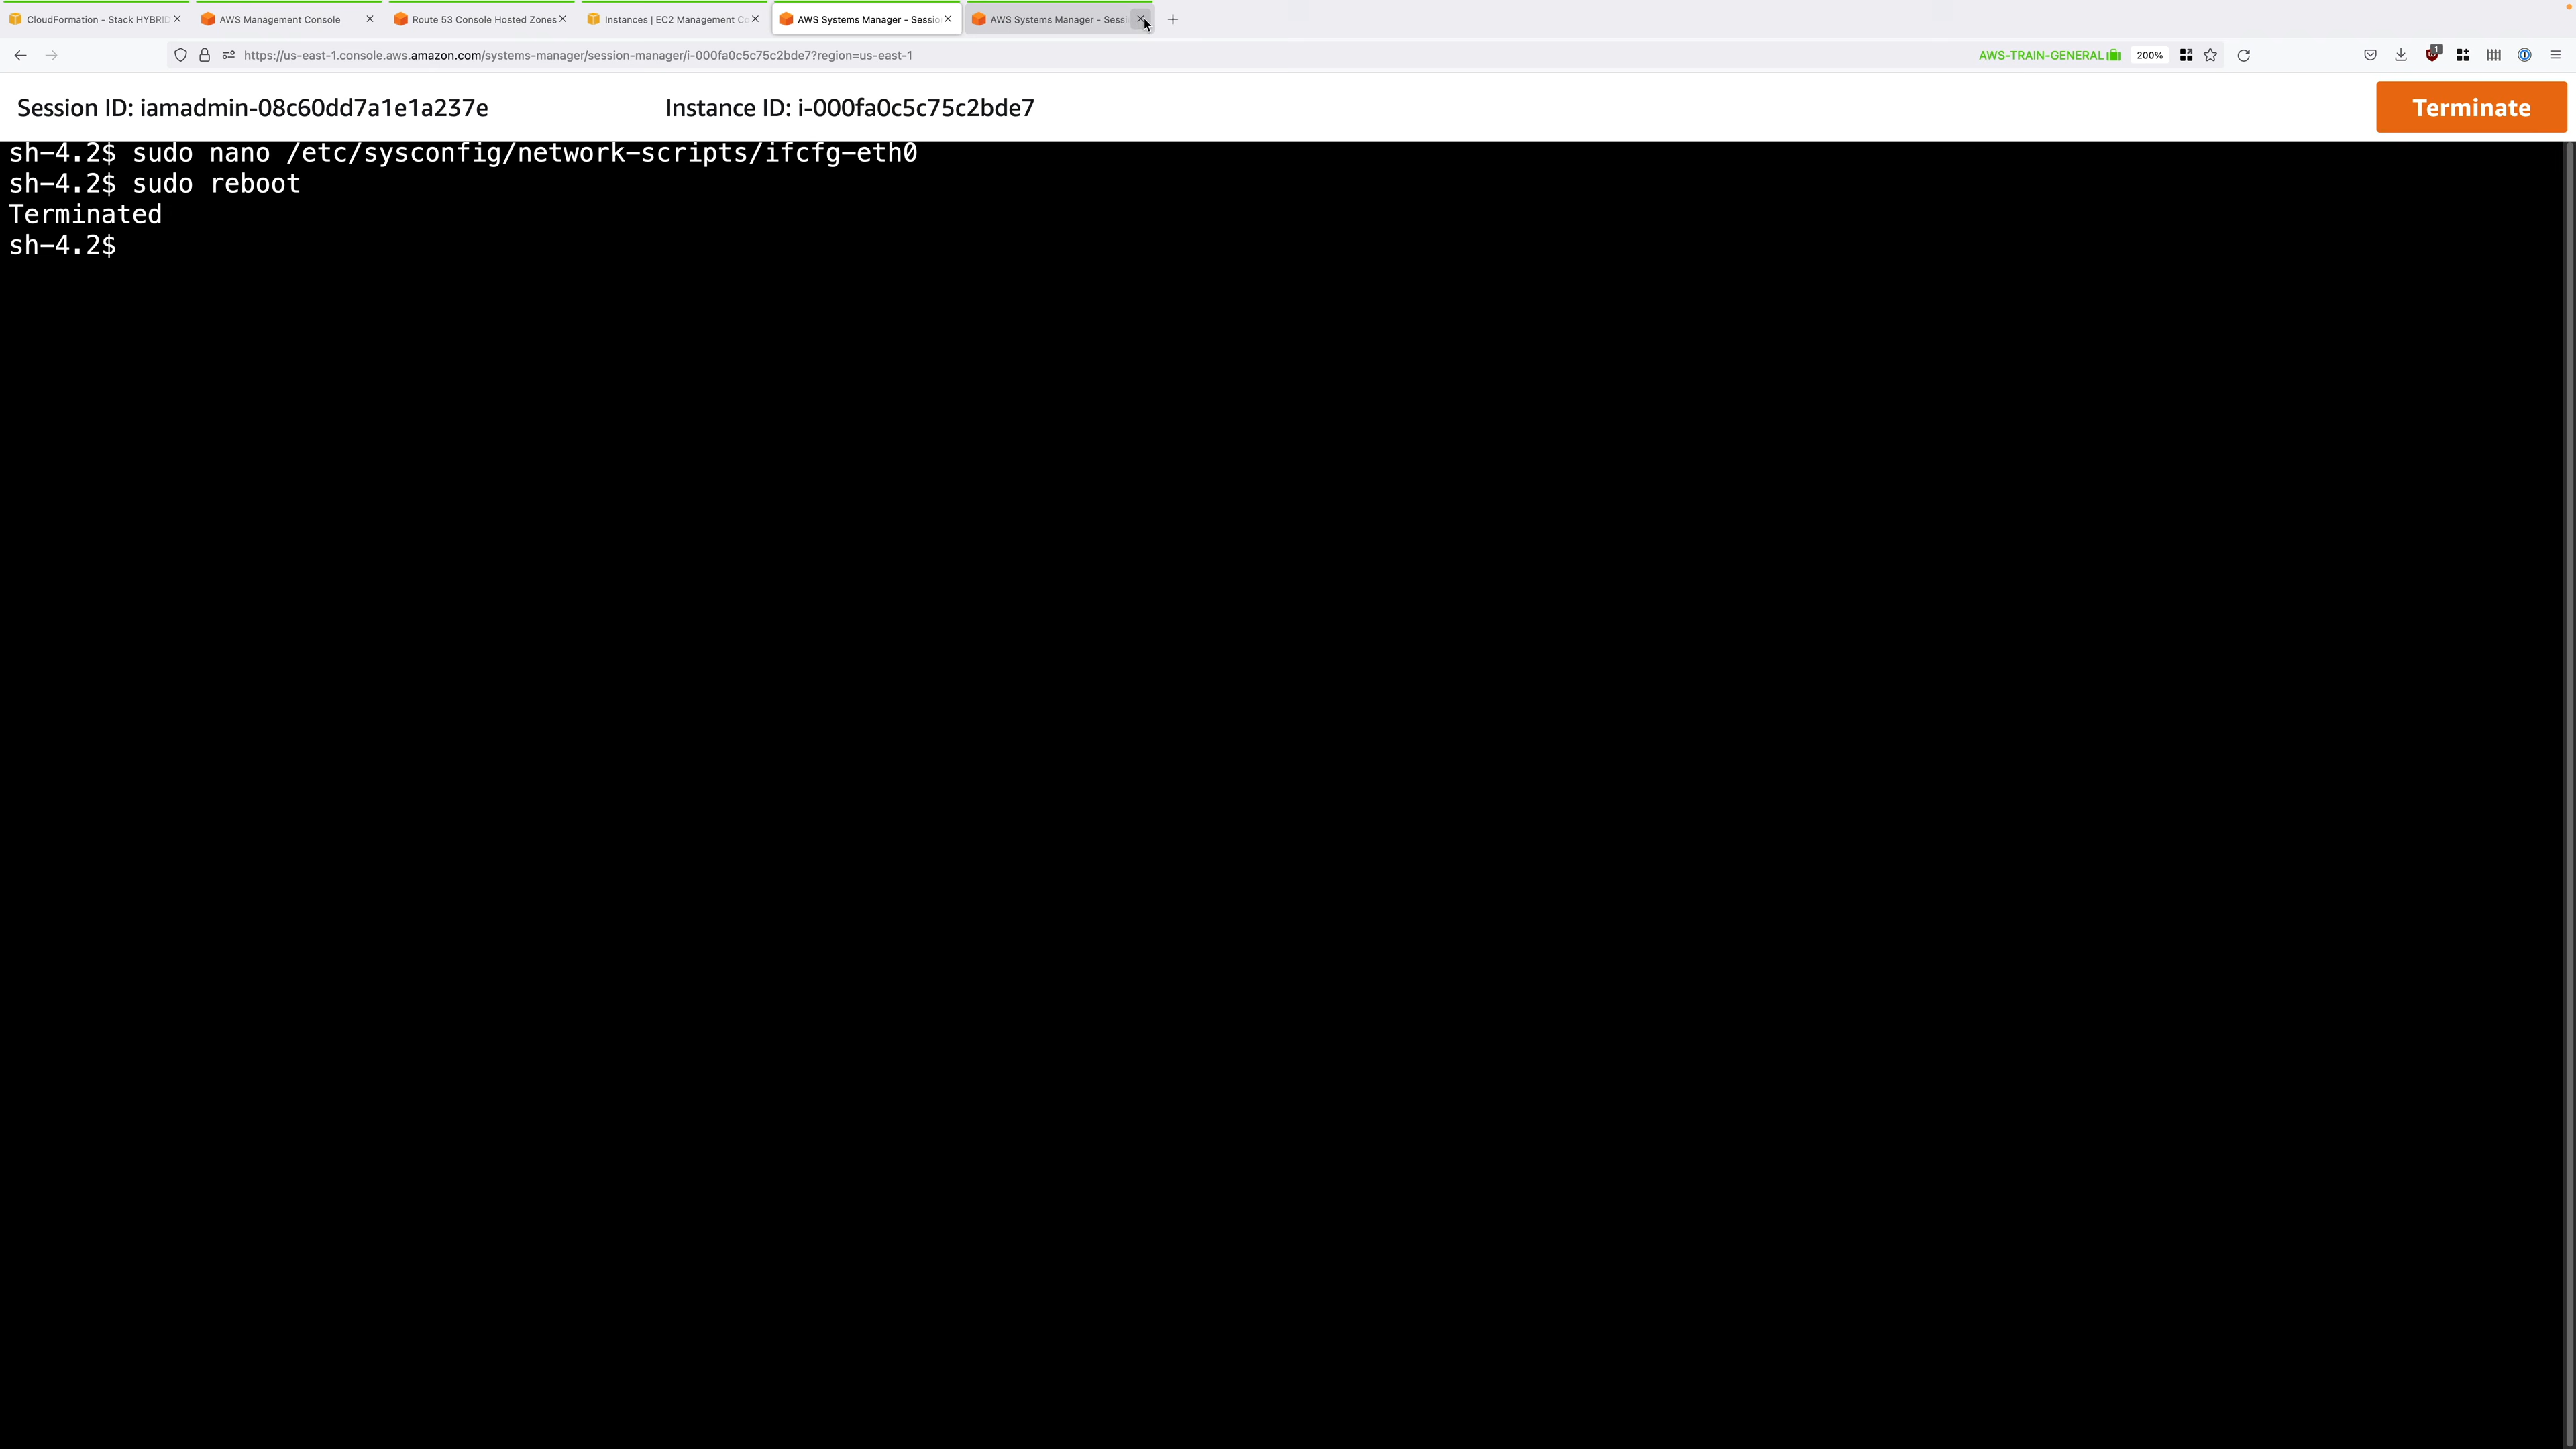 CloudFormation - Stack HYBRID
AWS Management Console
Route 53 Console Hosted Zones
Instances | EC2 Management Co
AWS Systems Manager - Sessio
AWS Systems Manager - Sessi
https://us-east-1.console.aws.amazon.com/systems-manager/session-manager/i-000fa0c5c75c2bde7?region=us-east-1
AWS-TRAIN-GENERAL
200%
1
Session ID: iamadmin-08c60dd7a1e1a237e
Instance ID: i-000fa0c5c75c2bde7
Terminate
sh-4.2$ sudo nano /etc/sysconfig/network-scripts/ifcfg-eth0
sh-4.2$ sudo reboot
Terminated
sh-4.2$